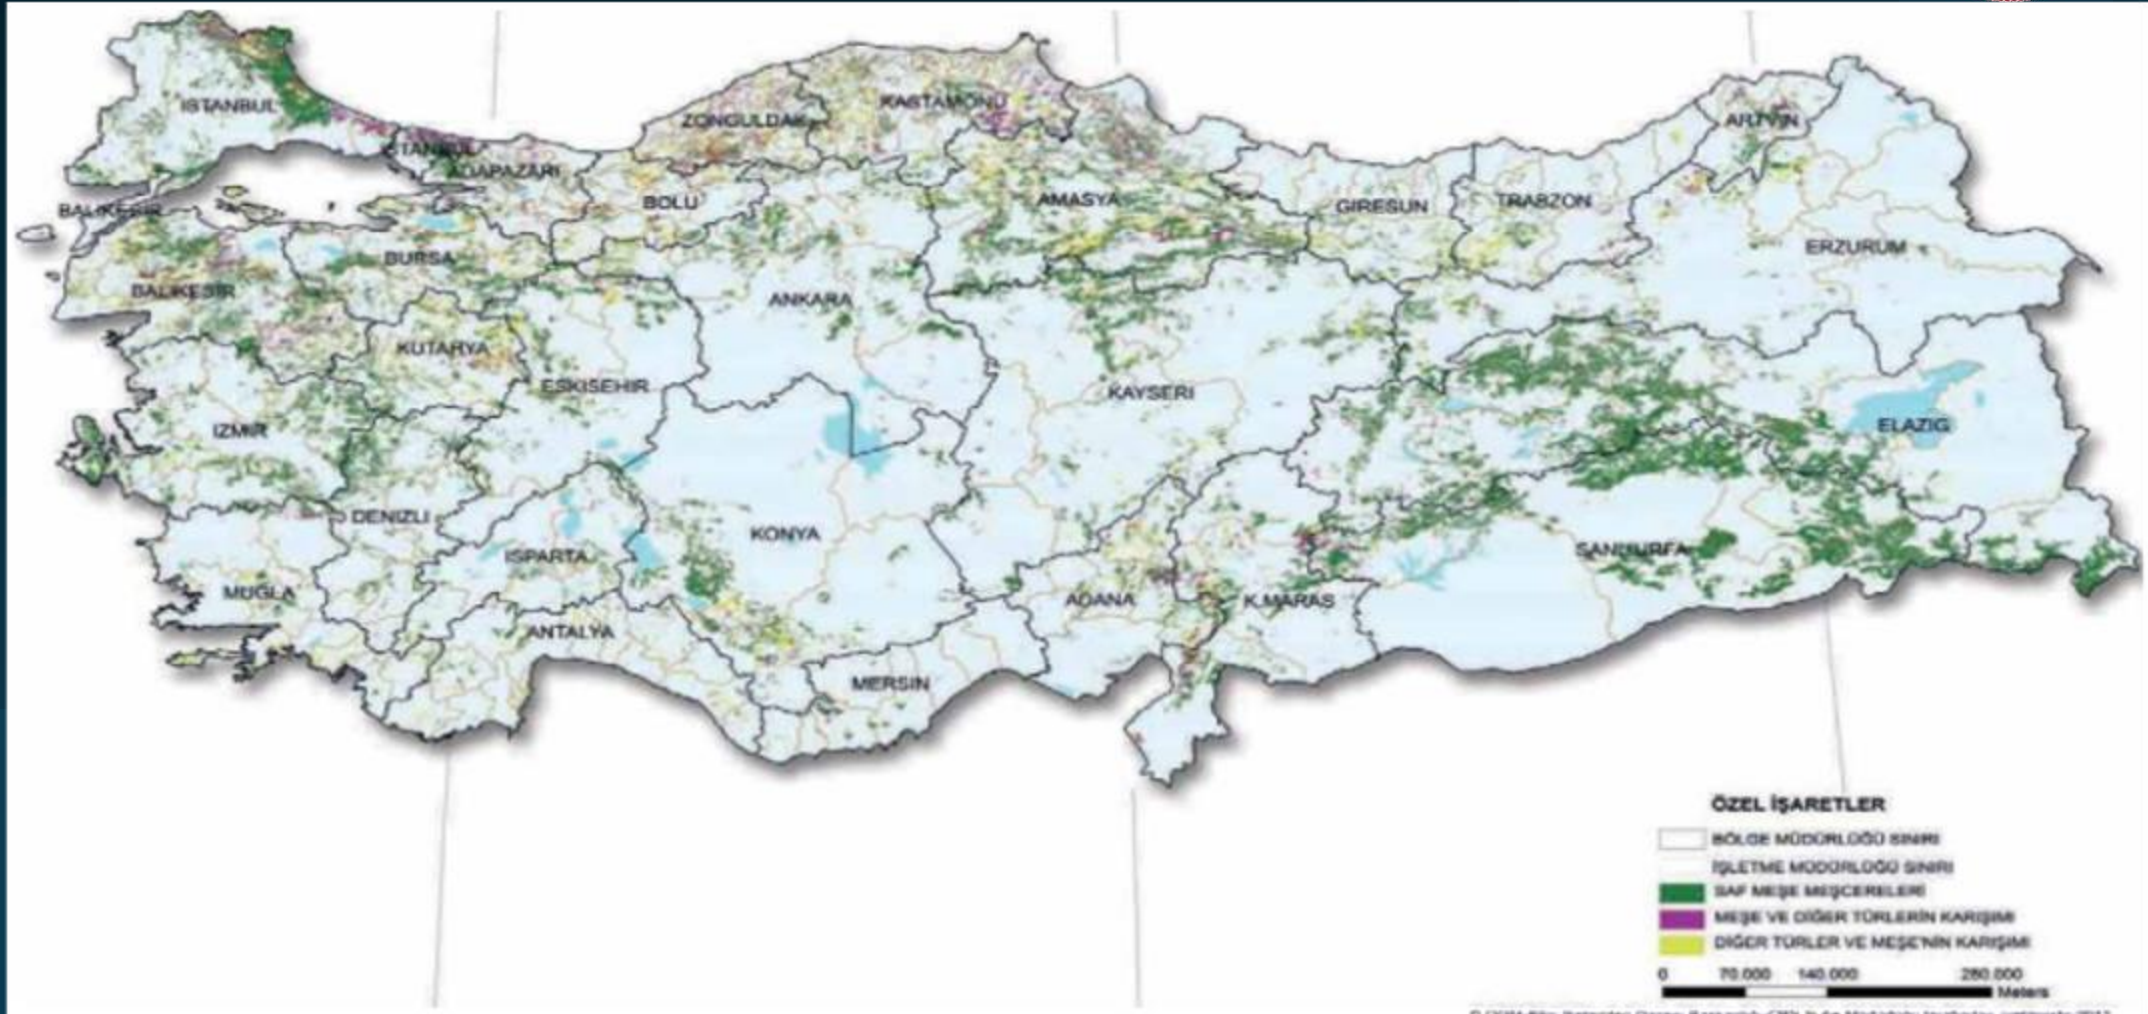 ISTANBUL
ZONGULDAK
KASTAMONU
ARTVIN
ISTANBUL
ADAPAZARI
BALIKESIR
BOLU
AMASYA
GIRESUN
TRABZON
BURSA
ERZURUM
BALIKESIR
ANKARA
KUTAHYA
ESKISEHIR
KAYSERI
IZMIR
ELAZIG
DENIZLI
KONYA
ISPARTA
SANLIURFA
MUGLA
ADANA
K.MARAS
ANTALYA
MERSIN
ÖZEL İŞARETLER
BÖLGE MÜDÜRLÜĞÜ SINIRI
İŞLETME MÜDÜRLÜĞÜ SINIRI
SAF MEŞE MEŞCERELERİ
MEŞE VE DİĞER TÜRLERİN KARIŞIMI
DİĞER TÜRLER VE MEŞE'NİN KARIŞIMI
0 70.000 140.000 280.000
Meters